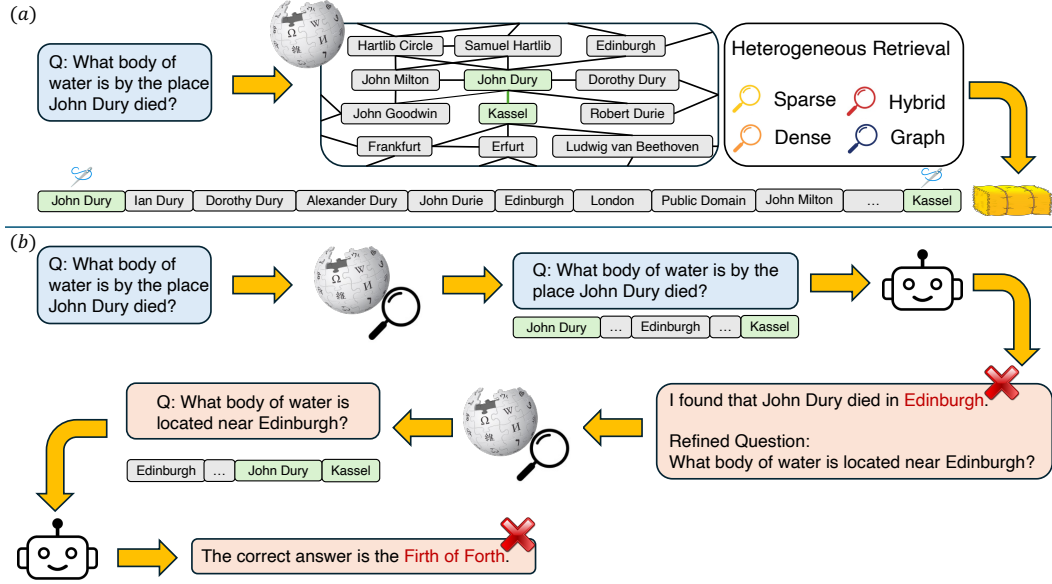 (a)
Q: What body of
water is by the place
John Dury died?
Hartlib Circle
Samuel Hartlib
Edinburgh
John Milton
John Dury
Dorothy Dury
John Goodwin
Kassel
Robert Durie
Frankfurt
Erfurt
Ludwig van Beethoven
Heterogeneous Retrieval
Sparse
Hybrid
Dense
Graph
John Dury
Ian Dury
Dorothy Dury
Alexander Dury
John Durie
Edinburgh
London
Public Domain
John Milton
...
Kassel
(b)
Q: What body of
water is by the place
John Dury died?
Q: What body of water is by the
place John Dury died?
John Dury
...
Edinburgh
...
Kassel
I found that John Dury died in Edinburgh.
Refined Question:
What body of water is located near Edinburgh?
Q: What body of water is
located near Edinburgh?
Edinburgh
...
John Dury
Kassel
The correct answer is the Firth of Forth.